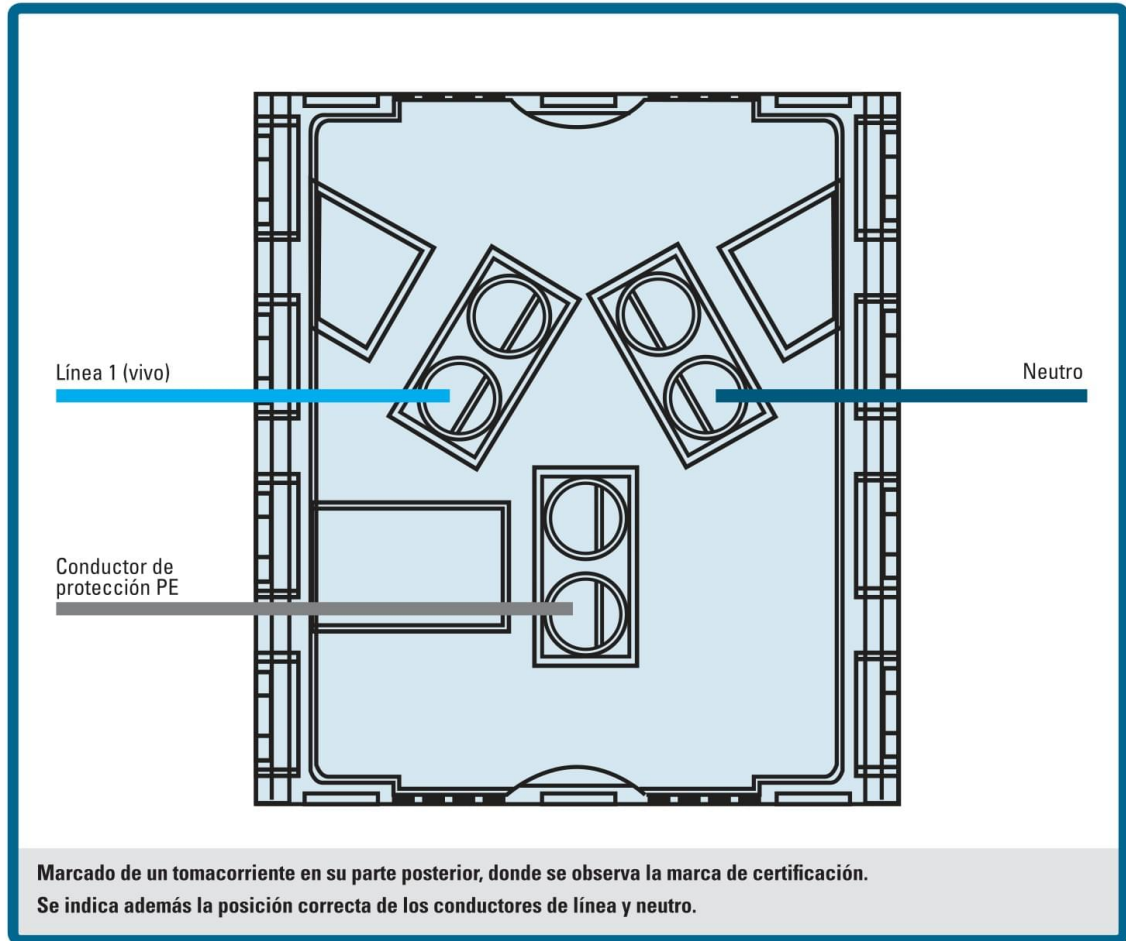 Línea 1 (vivo)
Neutro
Conductor de
protección PE
Marcado de un tomacorriente en su parte posterior, donde se observa la marca de certificación.
Se indica además la posición correcta de los conductores de línea y neutro.